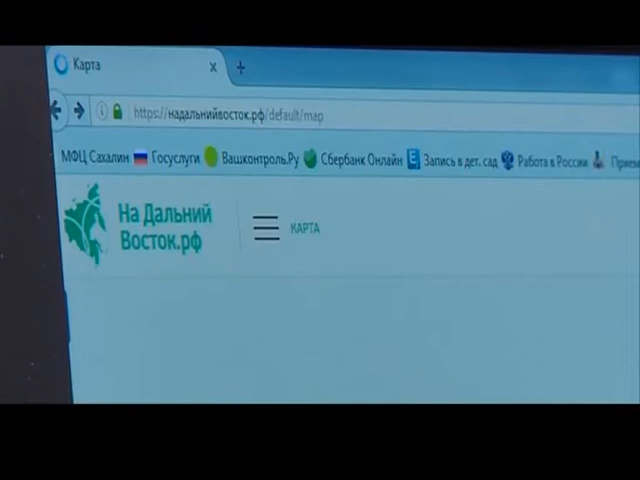 Карта x +
https://надальнийвосток.рф/default/map
МФЦ Сахалин Госуслуги Вашконтроль.Ру Сбербанк Онлайн Е Запись в дет. сад Работа в России Прием
На Дальний
Восток.рф
КАРТА